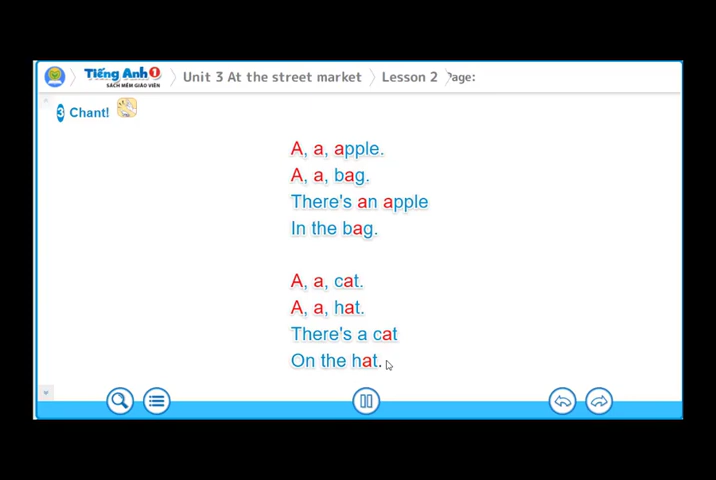 Tiếng Anh 1
SÁCH MỀM GIÁO VIÊN
Unit 3 At the street market
Lesson 2
Page:
3 Chant!
A, a, apple.
A, a, bag.
There's an apple
In the bag.
A, a, cat.
A, a, hat.
There's a cat
On the hat.